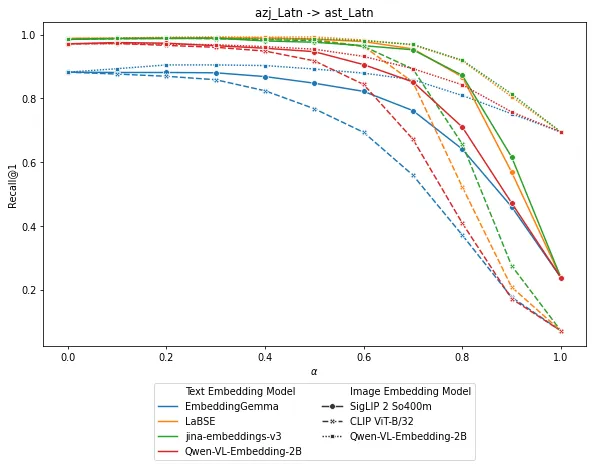 azj_Latn -> ast_Latn
Recall@1
1.0
0.8
0.6
0.4
0.2
0.0 0.2 0.4 0.6 0.8 1.0
α
Text Embedding Model Image Embedding Model
EmbeddingGemma SigLIP 2 So400m
LaBSE CLIP ViT-B/32
jina-embeddings-v3 Qwen-VL-Embedding-2B
Qwen-VL-Embedding-2B